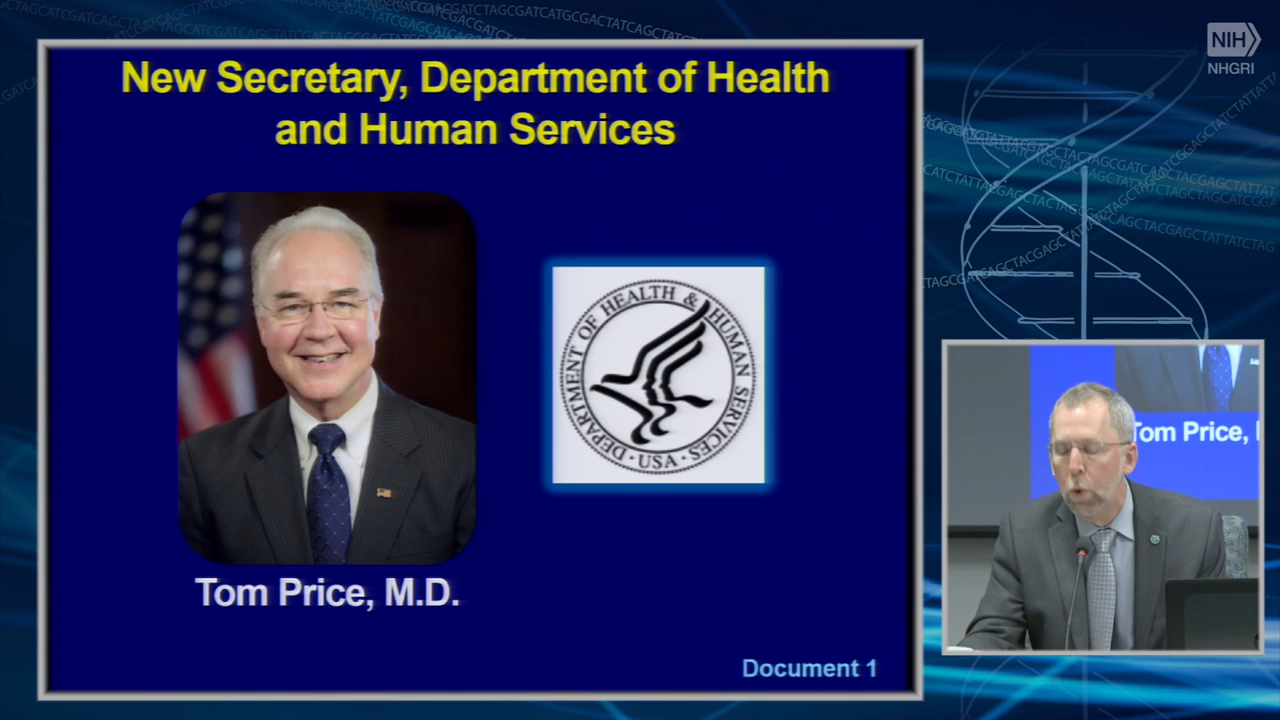 New Secretary, Department of Health
and Human Services
DEPARTMENT OF HEALTH & HUMAN SERVICES · USA ·
Tom Price, M.D.
Document 1
NIH
NHGRI
Tom Price,